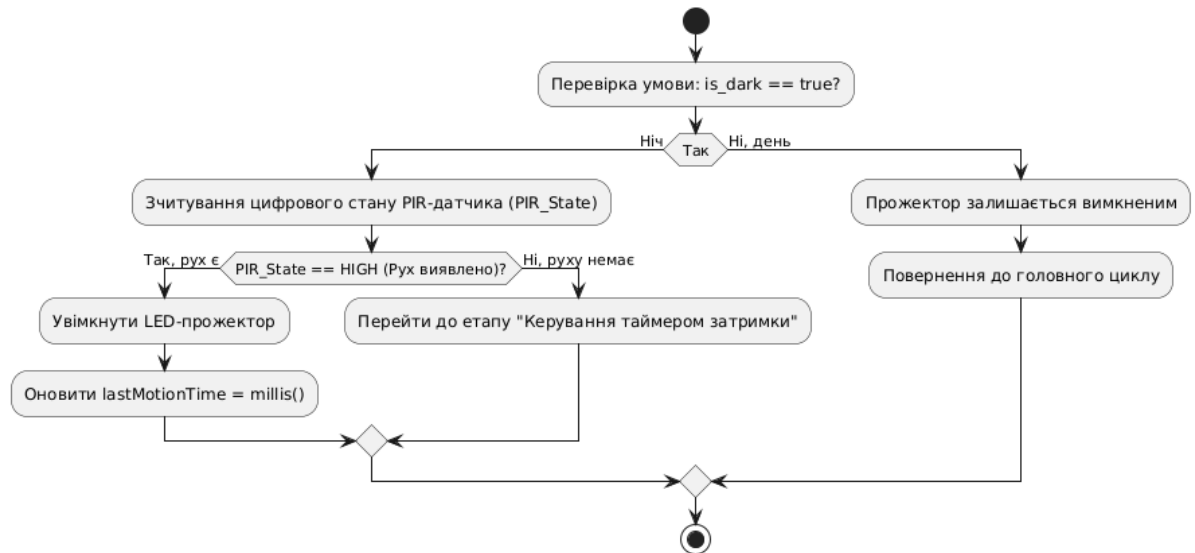 Перевірка умови: is_dark == true?
Ніч
Так
Ні, день
Зчитування цифрового стану PIR-датчика (PIR_State)
Прожектор залишається вимкненим
Так, рух є
PIR_State == HIGH (Рух виявлено)?
Ні, руху немає
Повернення до головного циклу
Увімкнути LED-прожектор
Перейти до етапу "Керування таймером затримки"
Оновити lastMotionTime = millis()